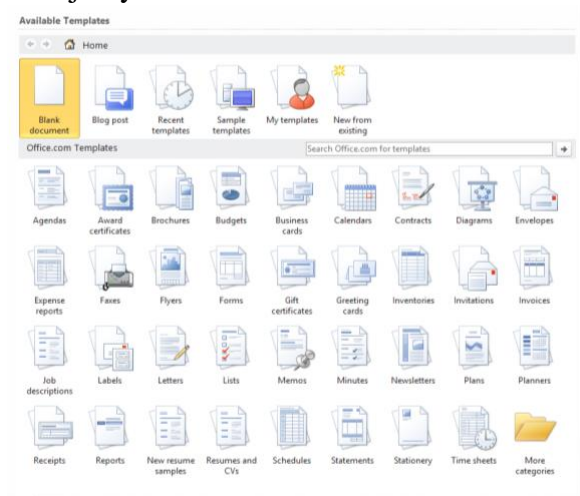 Available Templates
Home
Blank document
Blog post
Recent templates
Sample templates
My templates
New from existing
Office.com Templates
Search Office.com for templates
Agendas
Award certificates
Brochures
Budgets
Business cards
Calendars
Contracts
Diagrams
Envelopes
Expense reports
Faxes
Flyers
Forms
Gift certificates
Greeting cards
Inventories
Invitations
Invoices
Job descriptions
Labels
Letters
Lists
Memos
Minutes
Newsletters
Plans
Planners
Receipts
Reports
New resume samples
Resumes and CVs
Schedules
Statements
Stationery
Time sheets
More categories